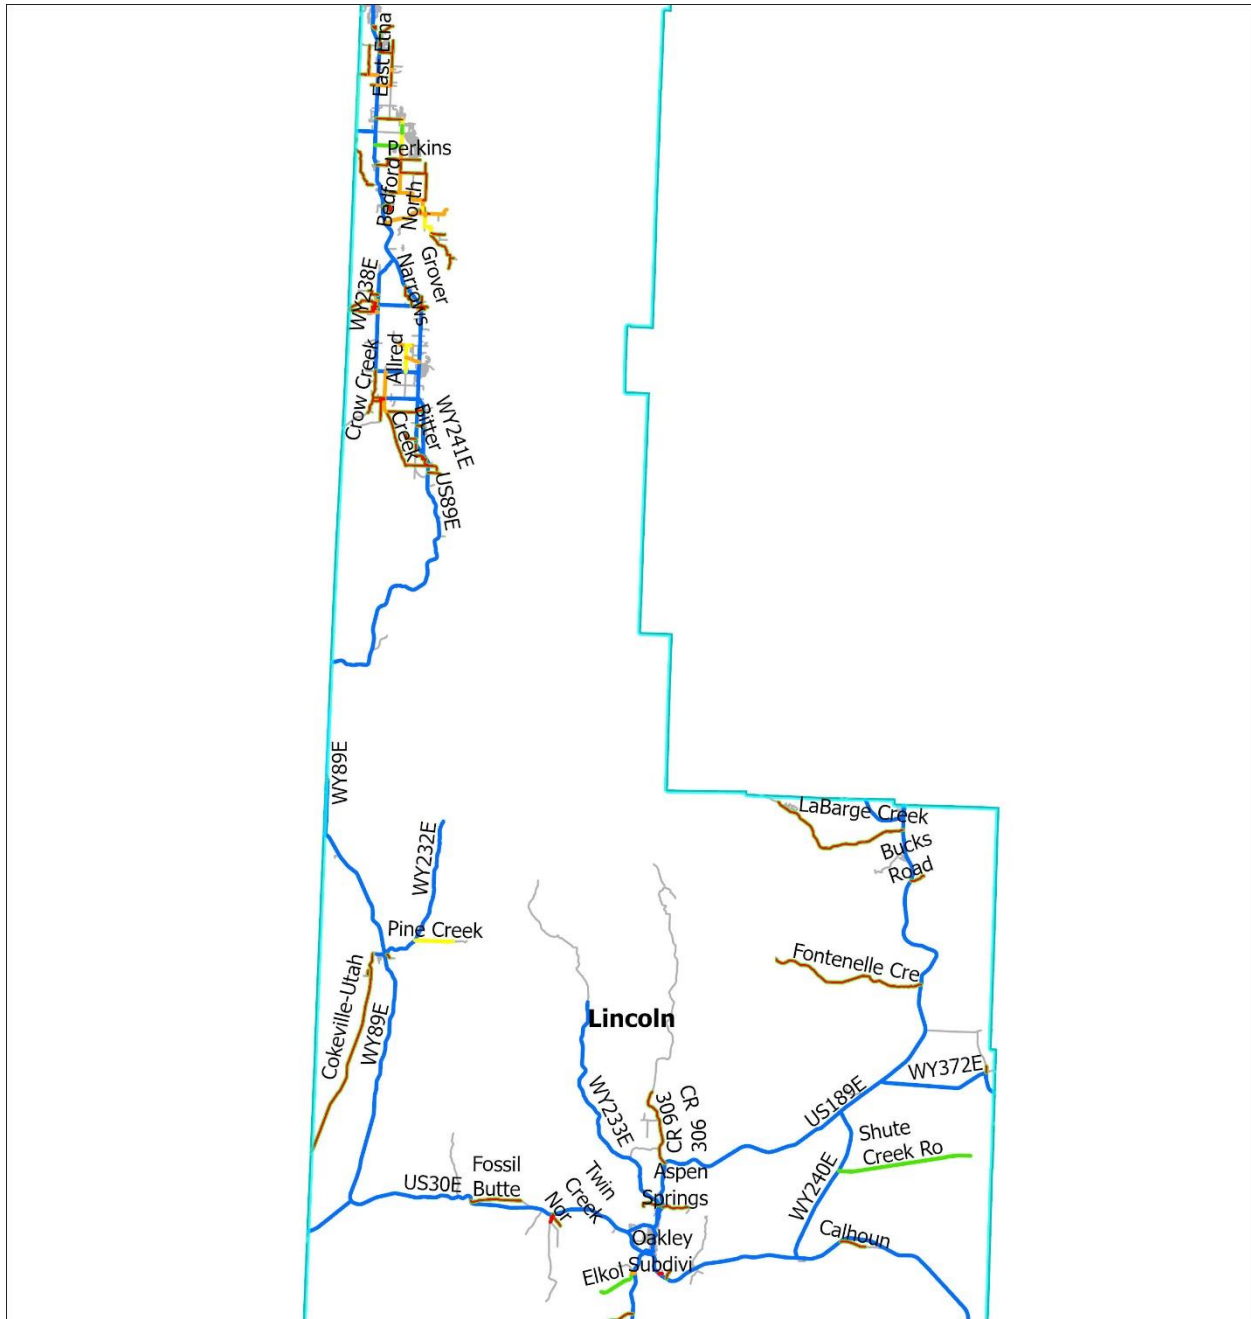 East Etna
Perkins
Bedford
North
Grover
Narrows
WY238E
Allred
Crow Creek
WY241E
Bitter
Creek
US89E
WY89E
LaBarge Creek
Bucks
Road
WY232E
Pine Creek
Fontenelle Cre
Cokeville-Utah
WY89E
Lincoln
WY372E
US189E
WY233E
CR
306
CR
306
Shute
Creek Ro
WY240E
Aspen
Springs
Fossil
Butte
US30E
Twin
Creek
Nor
Calhoun
Oakley
Subdivi
Elkol